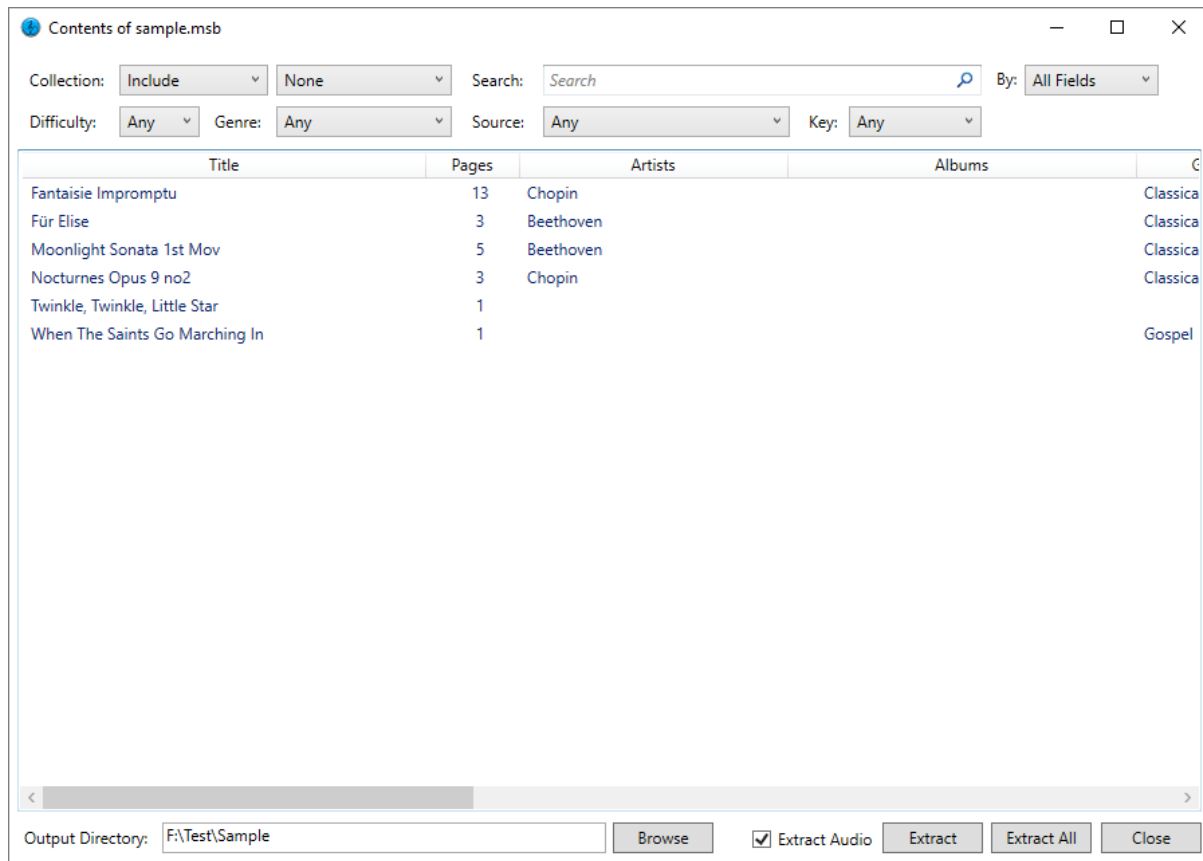 Contents of sample.msb
Collection: Include None Search: Search By: All Fields
Difficulty: Any Genre: Any Source: Any Key: Any
Title Pages Artists Albums
Fantaisie Impromptu 13 Chopin Classica
Für Elise 3 Beethoven Classica
Moonlight Sonata 1st Mov 5 Beethoven Classica
Nocturnes Opus 9 no2 3 Chopin Classica
Twinkle, Twinkle, Little Star 1
When The Saints Go Marching In 1 Gospel
Output Directory: F:\Test\Sample Browse Extract Audio Extract Extract All Close